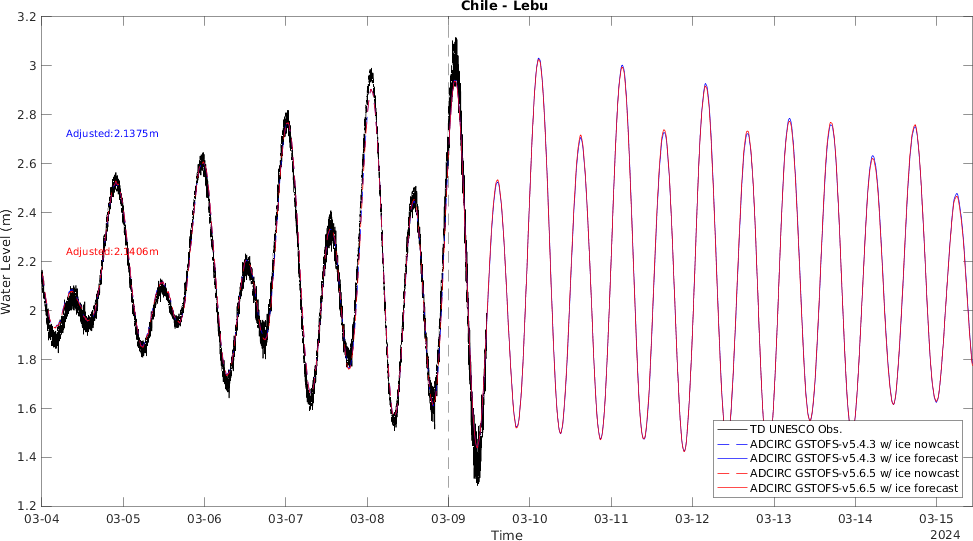 Chile - Lebu
3.2
3
2.8
2.6
2.4
2.2
2
1.8
1.6
1.4
1.2
Water Level (m)
Adjusted:2.1375m
Adjusted:2.1406m
TD UNESCO Obs.
ADCIRC GSTOFS-v5.4.3 w/ ice nowcast
ADCIRC GSTOFS-v5.4.3 w/ ice forecast
ADCIRC GSTOFS-v5.6.5 w/ ice nowcast
ADCIRC GSTOFS-v5.6.5 w/ ice forecast
03-04 03-05 03-06 03-07 03-08 03-09 03-10 03-11 03-12 03-13 03-14 03-15
Time
2024